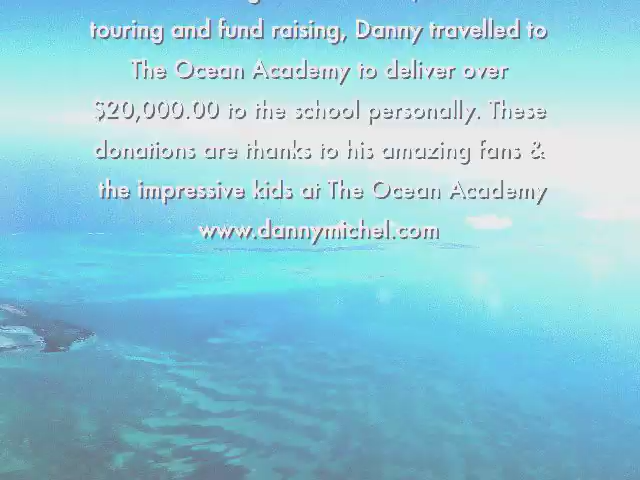 touring and fund raising, Danny travelled to
The Ocean Academy to deliver over
$20,000.00 to the school personally. These
donations are thanks to his amazing fans &
the impressive kids at The Ocean Academy
www.dannymichel.com